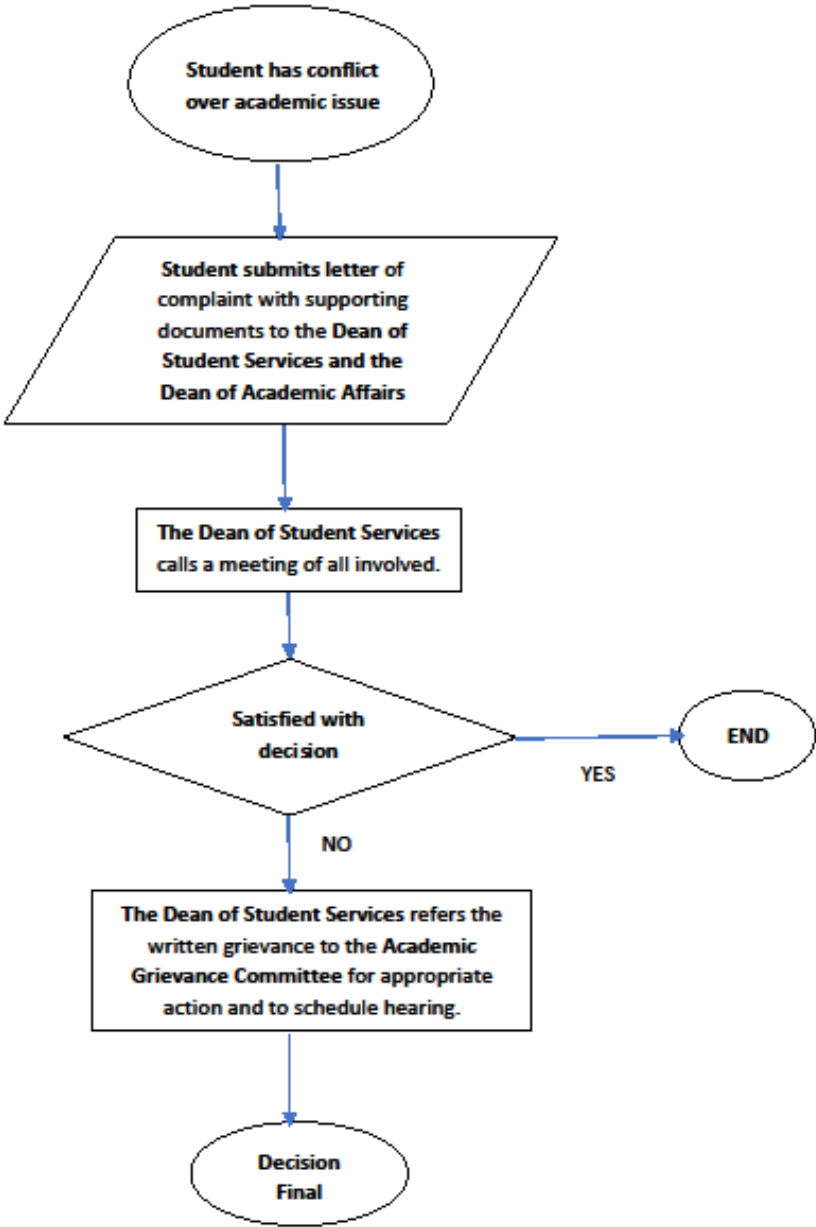 Student has conflict
over academic issue
Student submits letter of
complaint with supporting
documents to the Dean of
Student Services and the
Dean of Academic Affairs
The Dean of Student Services
calls a meeting of all involved.
Satisfied with
decision
END
YES
NO
The Dean of Student Services refers the
written grievance to the Academic
Grievance Committee for appropriate
action and to schedule hearing.
Decision
Final